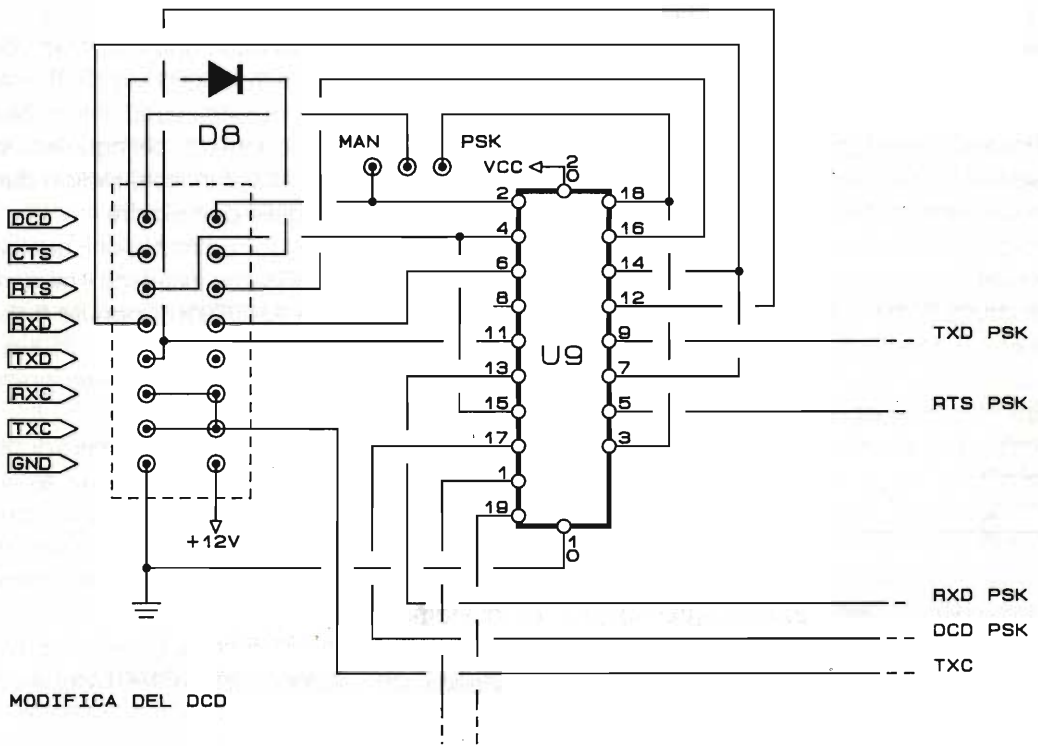 D8
MAN
PSK
VCC
2
0
DCD
CTS
RTS
RXD
TXD
RXC
TXC
GND
+12V
2
4
6
8
11
13
15
17
1
19
U9
18
16
14
12
9
7
5
3
1
0
TXD PSK
RTS PSK
RXD PSK
DCD PSK
TXC
MODIFICA DEL DCD